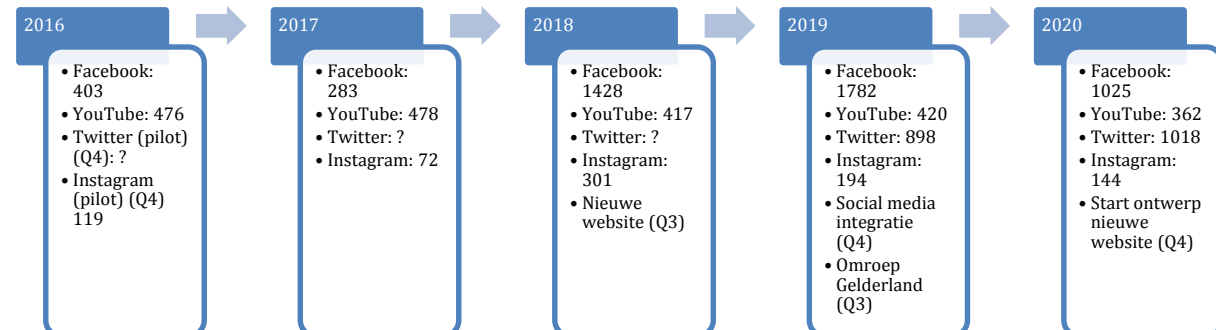 2016
• Facebook:
403
• YouTube: 476
• Twitter (pilot)
(Q4): ?
• Instagram
(pilot) (Q4)
119
2017
• Facebook:
283
• YouTube: 478
• Twitter: ?
• Instagram: 72
2018
• Facebook:
1428
• YouTube: 417
• Twitter: ?
• Instagram:
301
• Nieuwe
website (Q3)
2019
• Facebook:
1782
• YouTube: 420
• Twitter: 898
• Instagram:
194
• Social media
integratie
(Q4)
• Omroep
Gelderland
(Q3)
2020
• Facebook:
1025
• YouTube: 362
• Twitter: 1018
• Instagram:
144
• Start ontwerp
nieuwe
website (Q4)